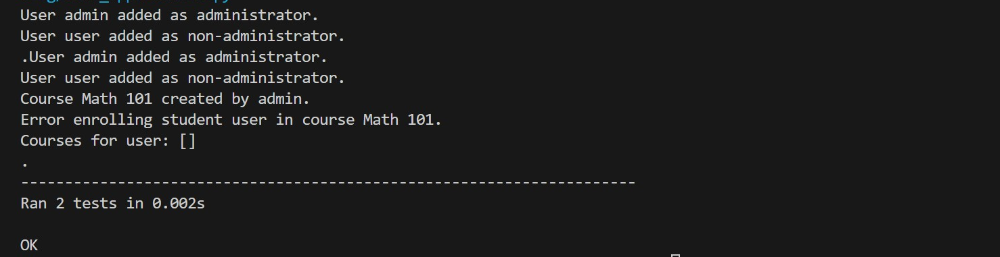 User admin added as administrator.
User user added as non-administrator.
.User admin added as administrator.
User user added as non-administrator.
Course Math 101 created by admin.
Error enrolling student user in course Math 101.
Courses for user: []
.
----------------------------------------------------------------------
Ran 2 tests in 0.002s
OK